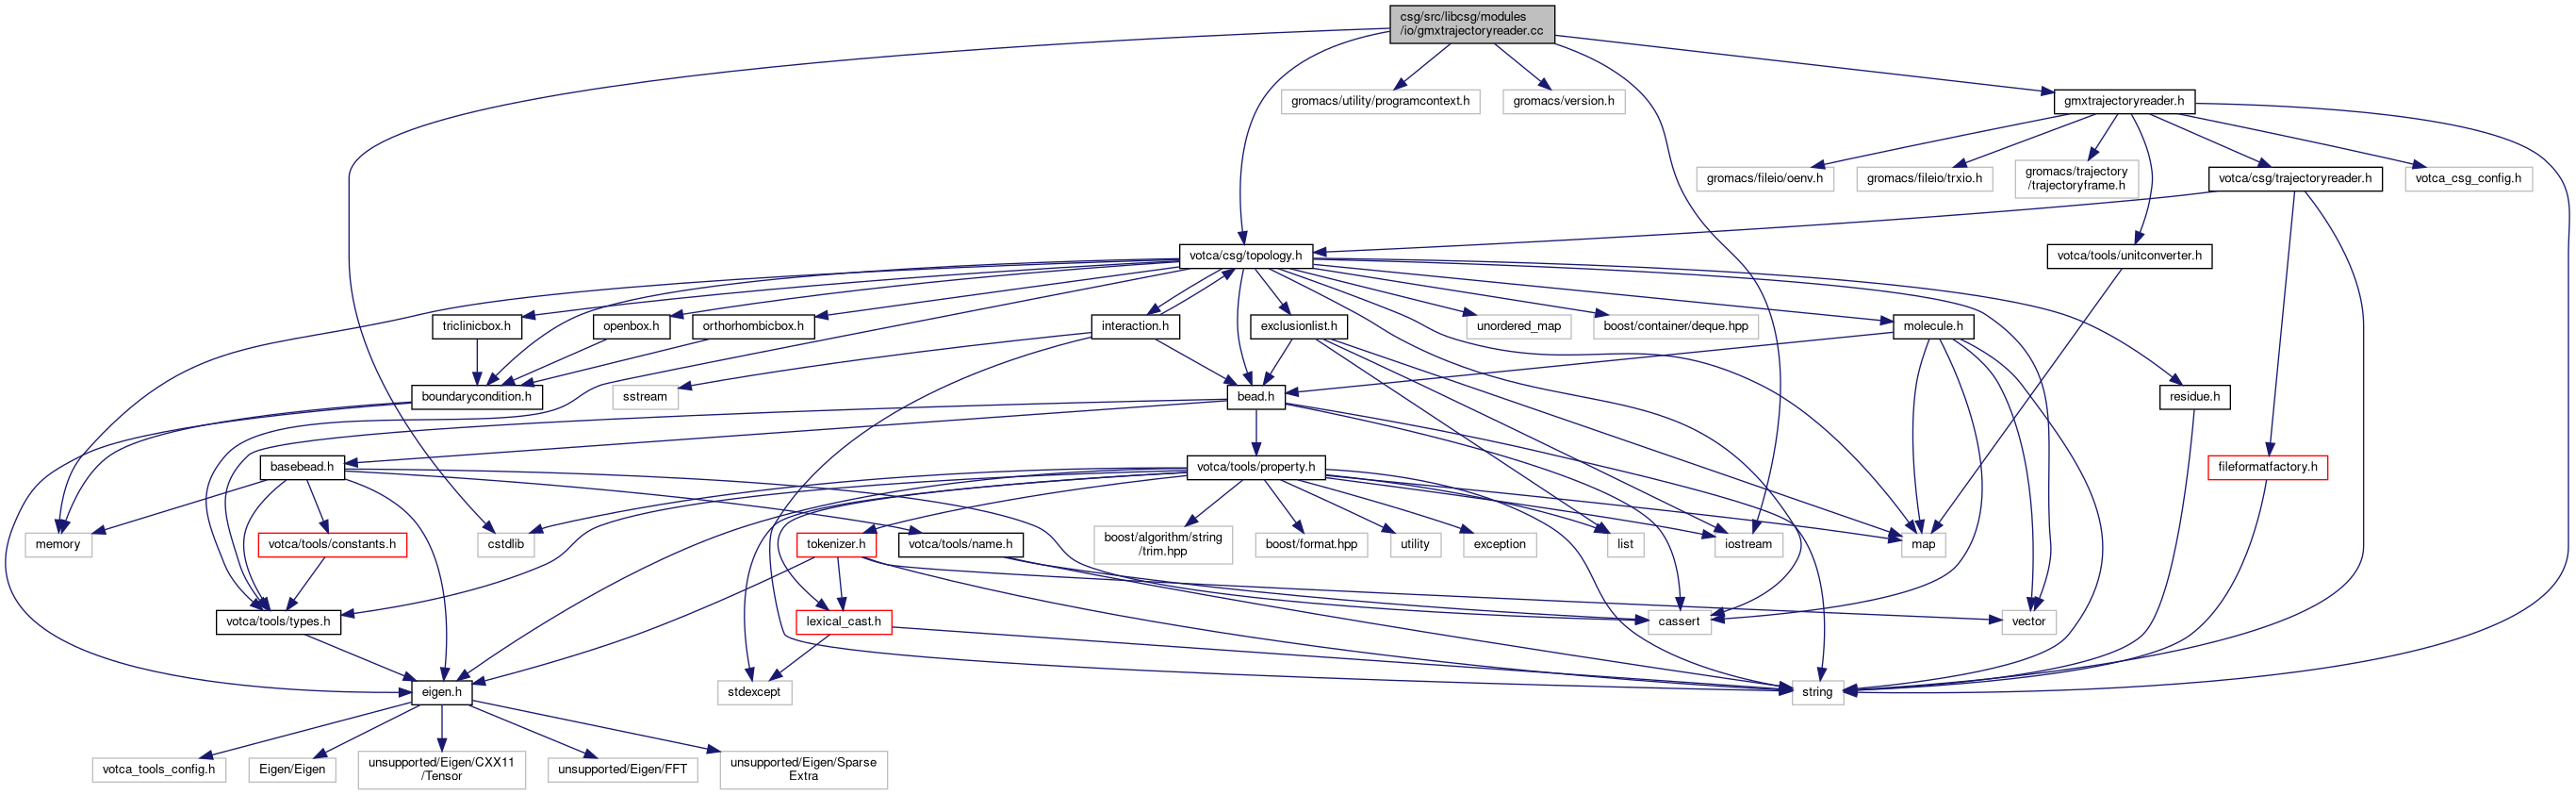 csg/src/libcsg/modules
/io/gmxtrajectoryreader.cc
gromacs/utility/programcontext.h
gromacs/version.h
gmxtrajectoryreader.h
gromacs/fileio/oenv.h
gromacs/fileio/trxio.h
gromacs/trajectory
/trajectoryframe.h
votca/csg/trajectoryreader.h
votca_csg_config.h
votca/csg/topology.h
votca/tools/unitconverter.h
triclinicbox.h
openbox.h
orthorhombicbox.h
interaction.h
exclusionlist.h
unordered_map
boost/container/deque.hpp
molecule.h
boundarycondition.h
sstream
bead.h
residue.h
basebead.h
votca/tools/property.h
fileformatfactory.h
memory
votca/tools/constants.h
cstdlib
tokenizer.h
votca/tools/name.h
boost/algorithm/string
/trim.hpp
boost/format.hpp
utility
exception
list
iostream
map
votca/tools/types.h
lexical_cast.h
cassert
vector
eigen.h
stdexcept
string
votca_tools_config.h
Eigen/Eigen
unsupported/Eigen/CXX11
/Tensor
unsupported/Eigen/FFT
unsupported/Eigen/Sparse
Extra